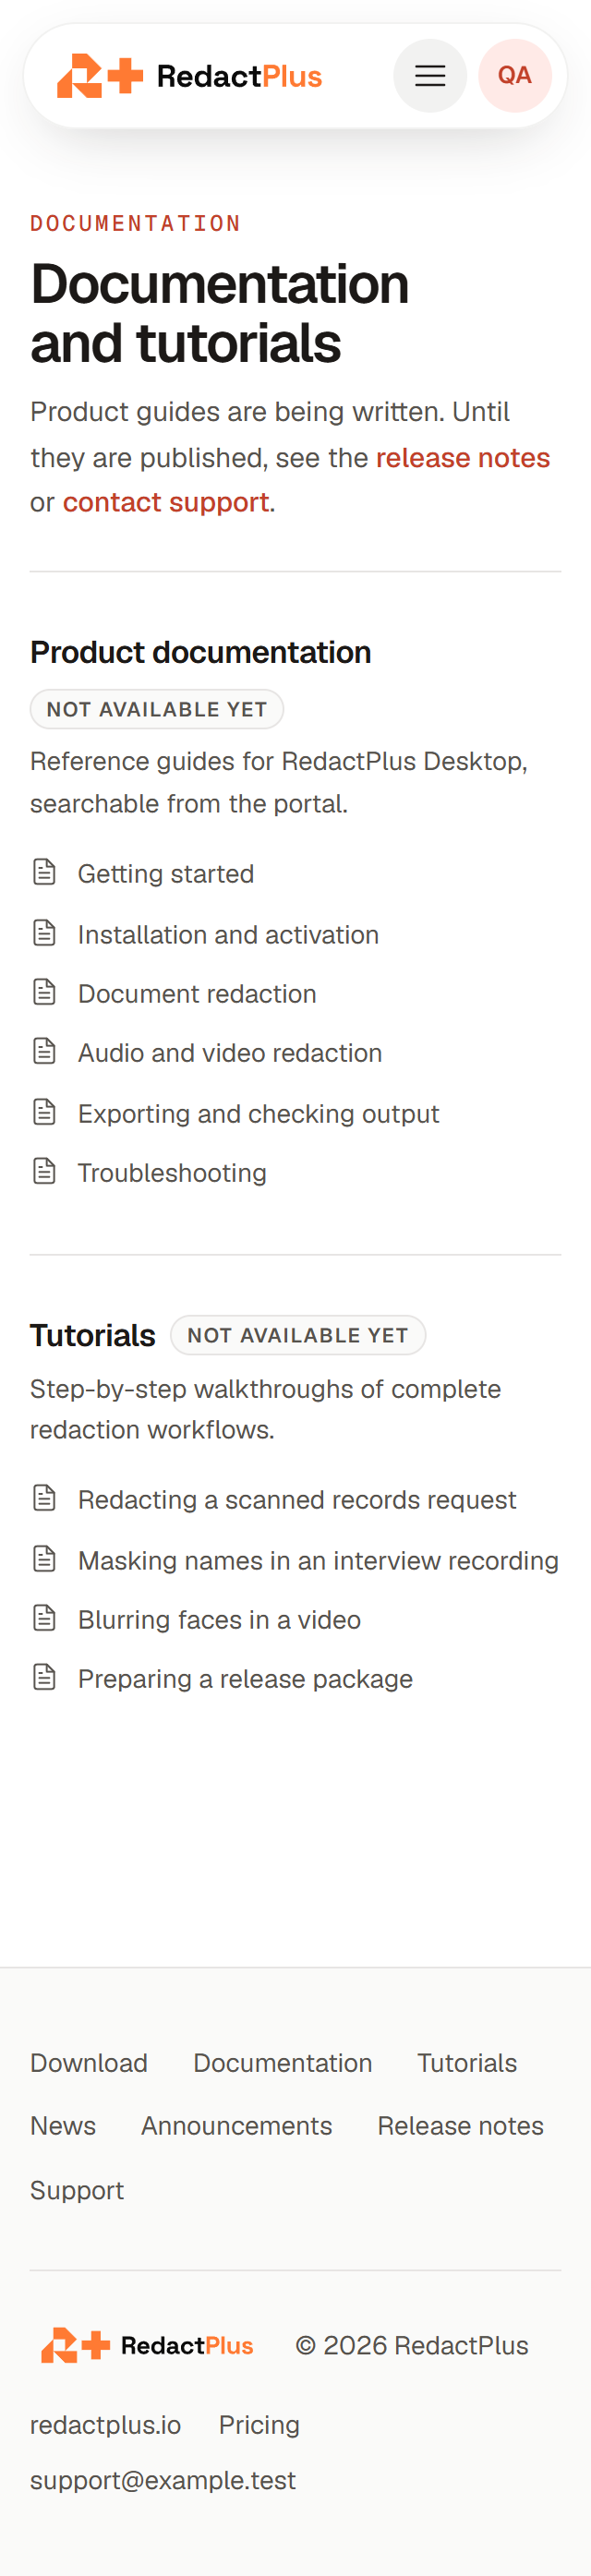 RedactPlus
QA
DOCUMENTATION
Documentation
and tutorials
Product guides are being written. Until
they are published, see the release notes
or contact support.
Product documentation
NOT AVAILABLE YET
Reference guides for RedactPlus Desktop,
searchable from the portal.
Getting started
Installation and activation
Document redaction
Audio and video redaction
Exporting and checking output
Troubleshooting
Tutorials NOT AVAILABLE YET
Step-by-step walkthroughs of complete
redaction workflows.
Redacting a scanned records request
Masking names in an interview recording
Blurring faces in a video
Preparing a release package
Download Documentation Tutorials
News Announcements Release notes
Support
RedactPlus © 2026 RedactPlus
redactplus.io Pricing
support@example.test